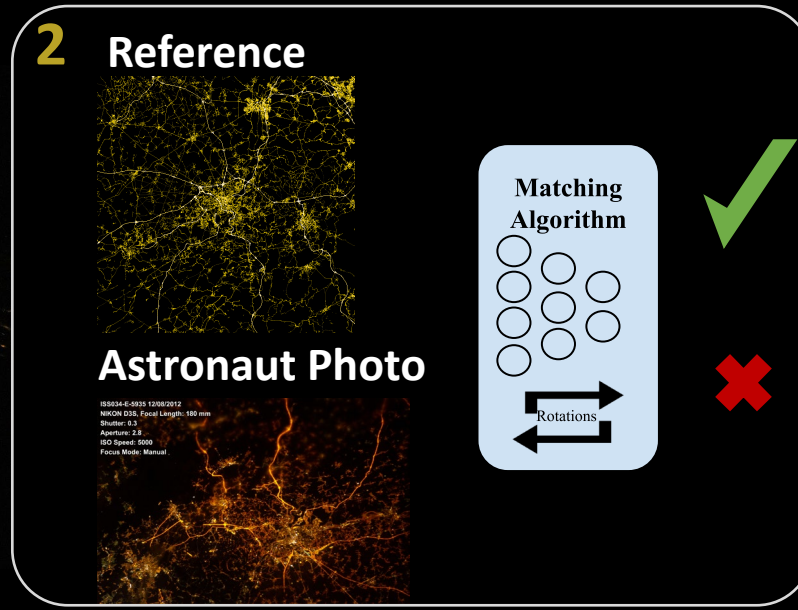 2
Reference
Matching
Algorithm
Rotations
Astronaut Photo
ISS034-E-5935 12/08/2012
NIKON D3S, Focal Length: 180 mm
Shutter: 0.3
Aperture: 2.8
ISO Speed: 5000
Focus Mode: Manual